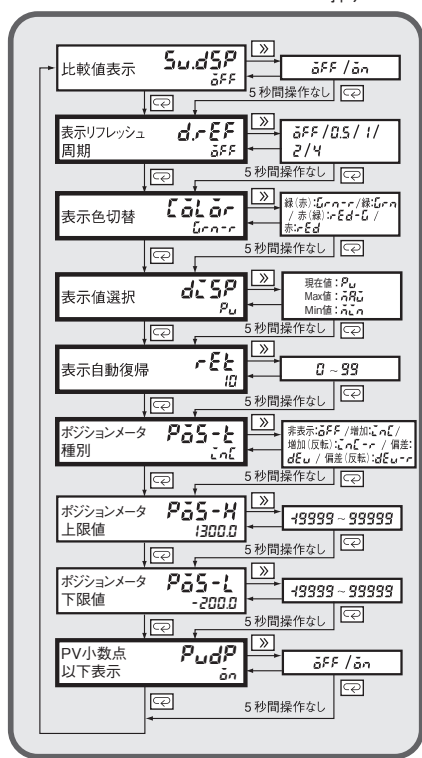 比較値表示
Sv.dSP
oFF
oFF / on
5秒間操作なし
表示リフレッシュ
周期
d.rEF
oFF
oFF / 0.5 / 1 /
2 / 4
5秒間操作なし
表示色切替
CoLor
Grn-r
緑(赤):Grn-r/緑:Grn
/ 赤(緑):rEd-G /
赤:rEd
5秒間操作なし
表示値選択
dISP
Pv
現在値:Pv
Max値:MAX
Min値:MIN
5秒間操作なし
表示自動復帰
rEt
10
0 ~ 99
5秒間操作なし
ポジションメータ
種別
PoS-t
InC
非表示:oFF / 増加:InC/
増加(反転):InC-r / 偏差:
dEv / 偏差(反転):dEv-r
5秒間操作なし
ポジションメータ
上限値
PoS-H
1300.0
-19999 ~ 99999
5秒間操作なし
ポジションメータ
下限値
PoS-L
-200.0
-19999 ~ 99999
5秒間操作なし
PV小数点
以下表示
PvdP
on
oFF / on
5秒間操作なし